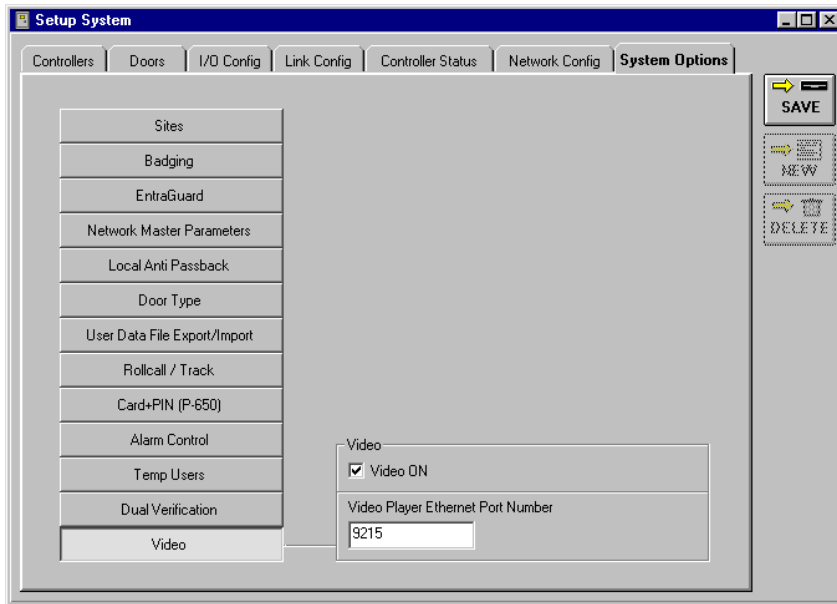 Setup System
Controllers
Doors
I/O Config
Link Config
Controller Status
Network Config
System Options
SAVE
NEW
DELETE
Sites
Badging
EntraGuard
Network Master Parameters
Local Anti Passback
Door Type
User Data File Export/Import
Rollcall / Track
Card+PIN (P-650)
Alarm Control
Temp Users
Dual Verification
Video
Video
Video ON
Video Player Ethernet Port Number
9215